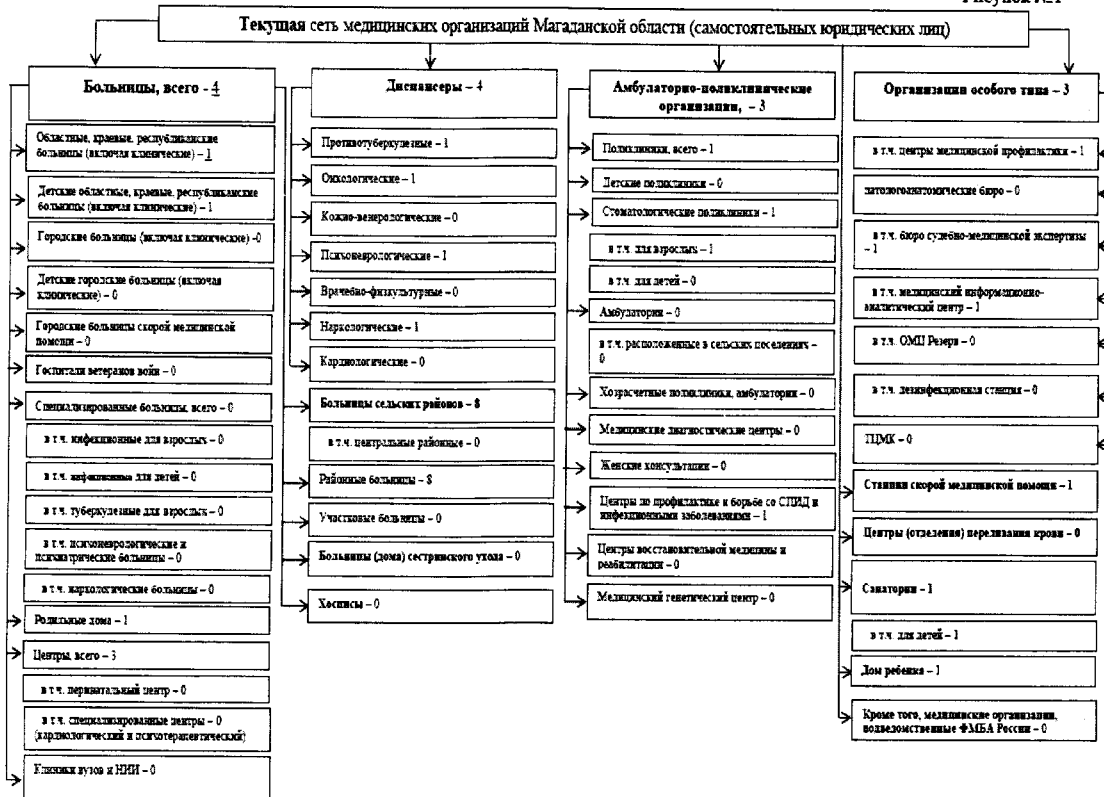 Рисунок №1
Текущая сеть медицинских организаций Магаданской области (самостоятельных юридических лиц)
Больницы, всего - 4
Областные, краевые, республиканские
больницы (включая клинические) – 1
Детские областные, краевые, республиканские
больницы (включая клинические) – 1
Городские больницы (включая клинические) -0
Детские городские больницы (включая
клинические) – 0
Городские больницы скорой медицинской
помощи – 0
Госпитали ветеранов войн – 0
Специализированные больницы, всего – 0
в т.ч. инфекционные для взрослых – 0
в т.ч. инфекционные для детей – 0
в т.ч. туберкулезные для взрослых – 0
в т.ч. психоневрологические и
психиатрические больницы – 0
в т.ч. наркологические больницы – 0
Родильные дома – 1
Центры, всего – 3
в т.ч. перинатальный центр – 0
в т.ч. специализированные центры – 0
(кардиологический и психотерапевтический)
Клиники вузов и НИИ – 0
Диспансеры – 4
Противотуберкулезные – 1
Онкологические – 1
Кожно-венерологические – 0
Психоневрологические – 1
Врачебно-физкультурные – 0
Наркологические – 1
Кардиологические – 0
Больницы сельских районов – 8
в т.ч. центральные районные – 0
Районные больницы – 8
Участковые больницы – 0
Больницы (дома) сестринского ухода – 0
Хосписы – 0
Амбулаторно-поликлинические
организации, – 3
Поликлиники, всего – 1
Детские поликлиники – 0
Стоматологические поликлиники – 1
в т.ч. для взрослых – 1
в т.ч. для детей – 0
Амбулатории – 0
в т.ч. расположенные в сельских поселениях –
0
Хозрасчетные поликлиники, амбулатории – 0
Медицинские диагностические центры – 0
Женские консультации – 0
Центры по профилактике и борьбе со СПИД и
инфекционными заболеваниями – 1
Центры восстановительной медицины и
реабилитации – 0
Медицинский генетический центр – 0
Организации особого типа – 3
в т.ч. центры медицинской профилактики – 1
патологоанатомические бюро – 0
в т.ч. бюро судебно-медицинской экспертизы
– 1
в т.ч. медицинский информационно-
аналитический центр – 1
в т.ч. ОМЦ Резерв – 0
в т.ч. дезинфекционная станция – 0
ТЦМК – 0
Станции скорой медицинской помощи – 1
Центры (отделения) переливания крови – 0
Санатории – 1
в т.ч. для детей – 1
Дом ребенка – 1
Кроме того, медицинские организации,
подведомственные ФМБА России – 0